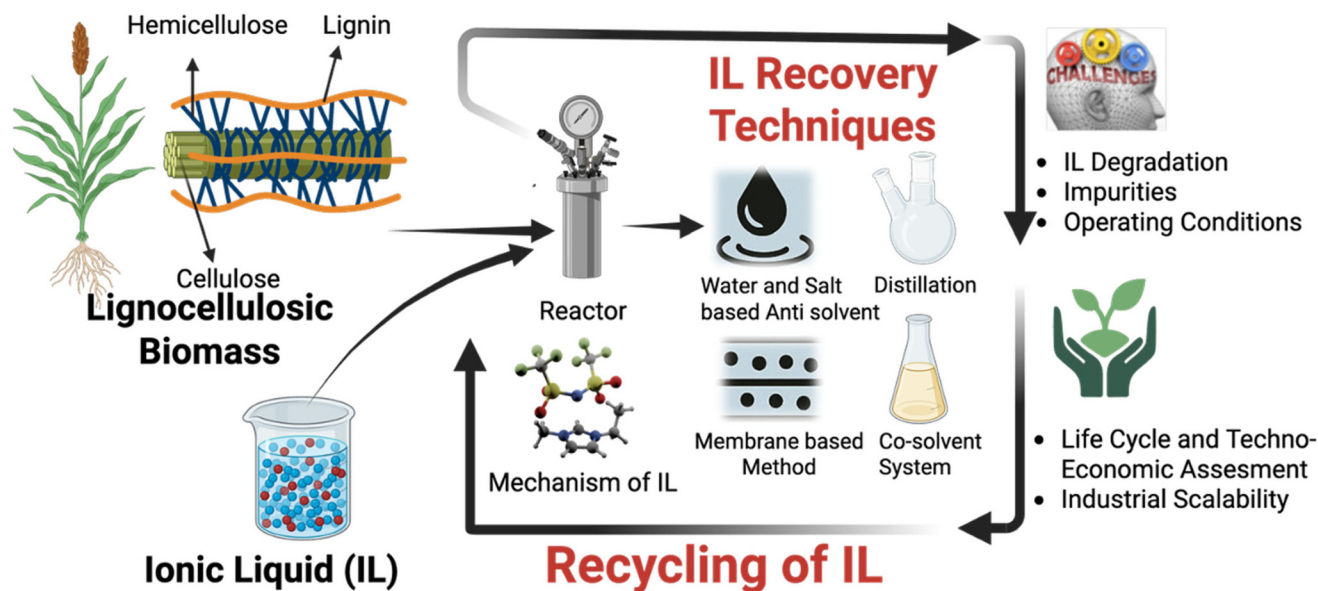 Hemicellulose
Lignin
Cellulose
Lignocellulosic
Biomass
Ionic Liquid (IL)
Reactor
Mechanism of IL
IL Recovery
Techniques
Water and Salt
based Anti solvent
Distillation
Membrane based
Method
Co-solvent
System
CHALLENGES
• IL Degradation
• Impurities
• Operating Conditions
• Life Cycle and Techno-
Economic Assesment
• Industrial Scalability
Recycling of IL